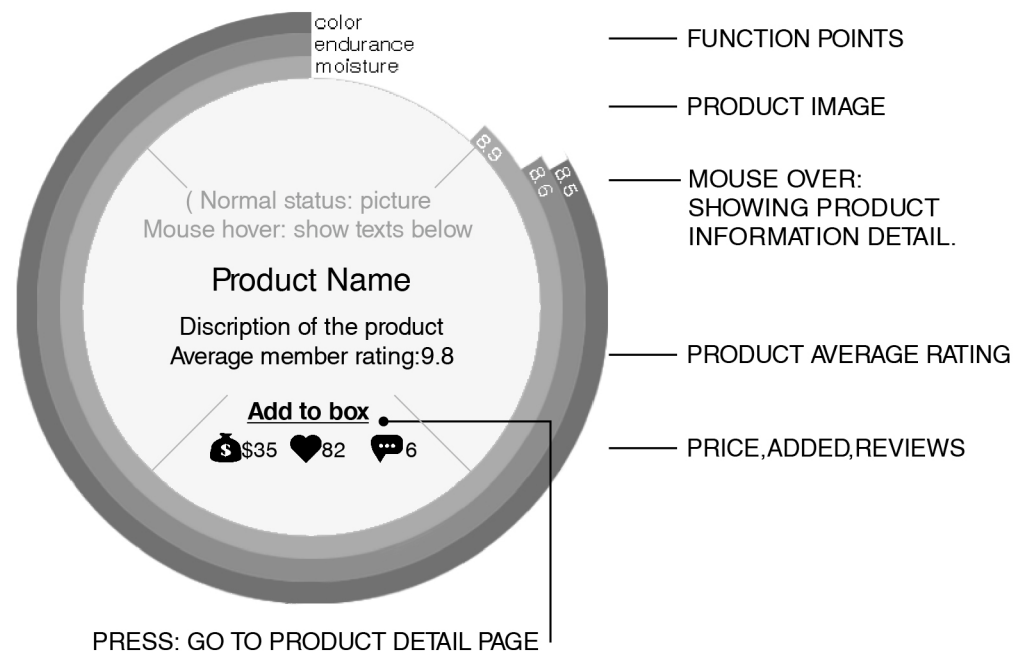 color
endurance
moisture
FUNCTION POINTS
PRODUCT IMAGE
8.9
8.6
8.5
MOUSE OVER:
SHOWING PRODUCT
INFORMATION DETAIL.
( Normal status: picture
Mouse hover: show texts below
Product Name
Discription of the product
Average member rating:9.8
PRODUCT AVERAGE RATING
Add to box
$ $35 82 6
PRICE,ADDED,REVIEWS
PRESS: GO TO PRODUCT DETAIL PAGE